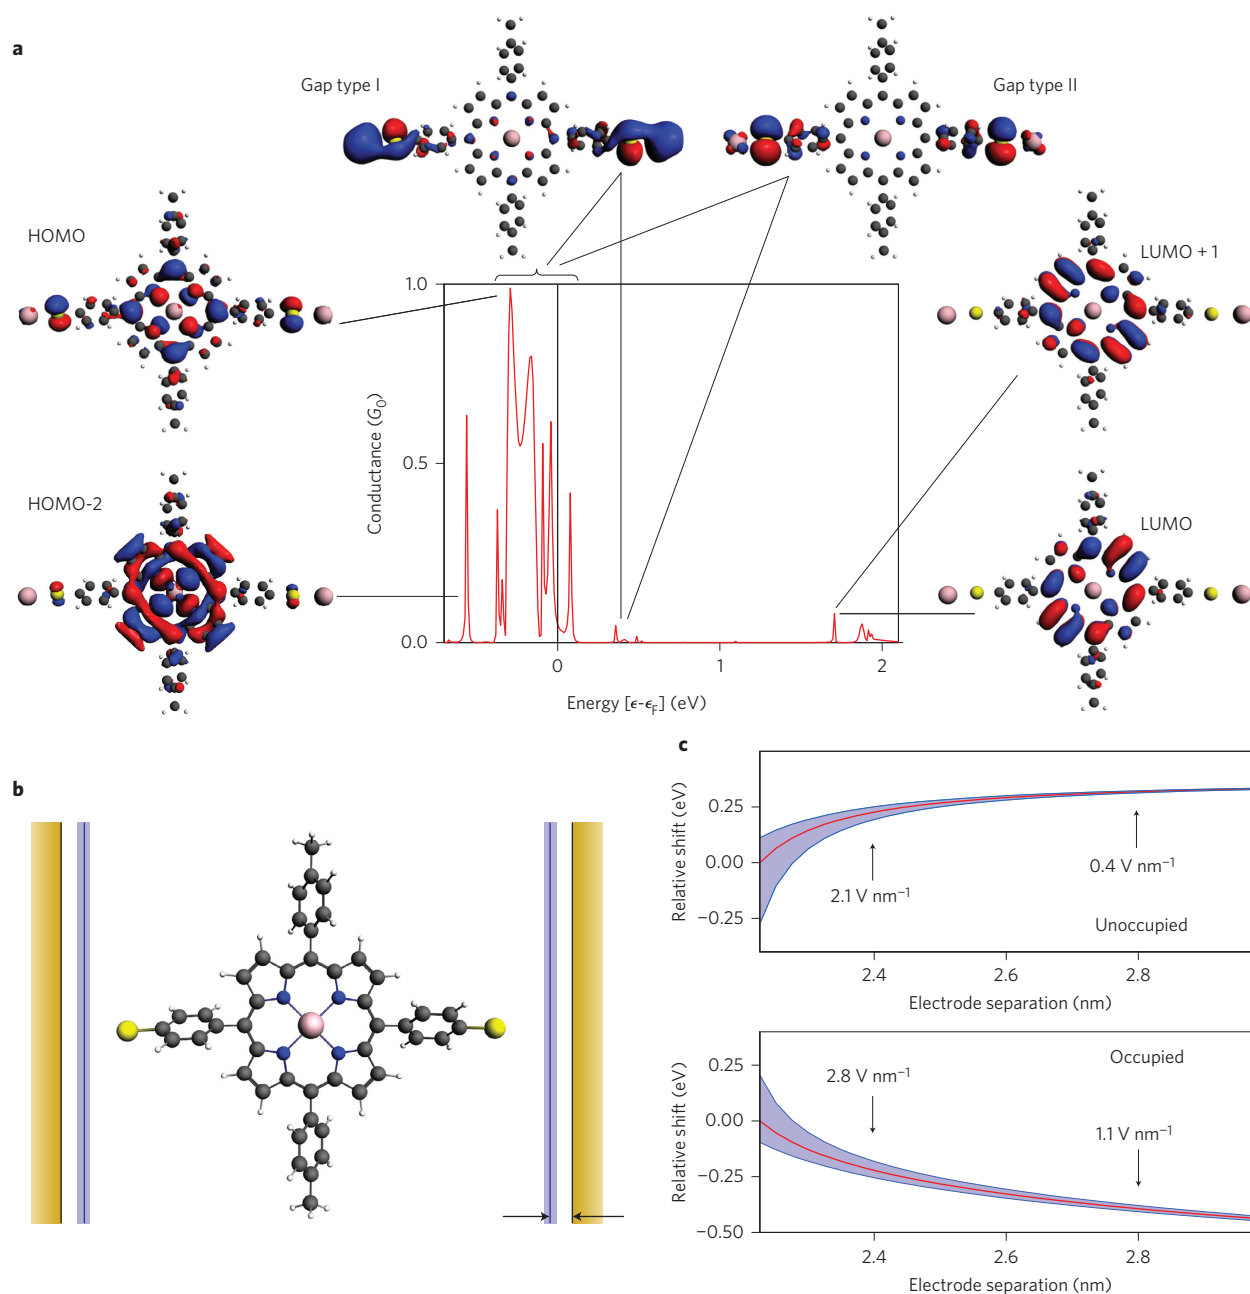 a
Gap type I
Gap type II
HOMO
LUMO + 1
HOMO-2
LUMO
1.0
0.5
0.0
Conductance (G₀)
0
1
2
Energy [ϵ-ϵF] (eV)
b
c
0.25
0.00
−0.25
Relative shift (eV)
2.1 V nm⁻¹
0.4 V nm⁻¹
Unoccupied
2.4
2.6
2.8
Electrode separation (nm)
0.25
0.00
−0.25
−0.50
Relative shift (eV)
Occupied
2.8 V nm⁻¹
1.1 V nm⁻¹
2.4
2.6
2.8
Electrode separation (nm)